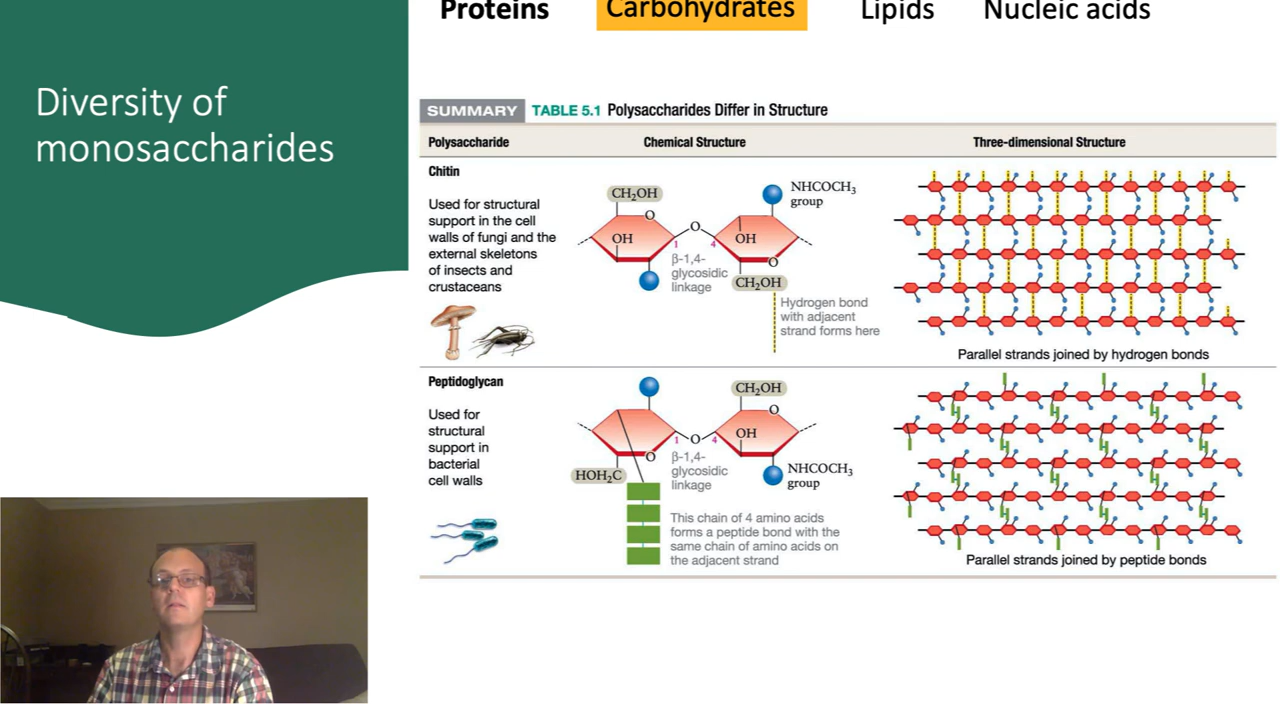 Proteins Carbohydrates Lipids Nucleic acids
Diversity of
monosaccharides
SUMMARY TABLE 5.1 Polysaccharides Differ in Structure
Polysaccharide Chemical Structure Three-dimensional Structure
Chitin
Used for structural
support in the cell
walls of fungi and the
external skeletons
of insects and
crustaceans
CH₂OH
O
OH
1
O
4
NHCOCH₃
group
OH
O
CH₂OH
β-1,4-
glycosidic
linkage
Hydrogen bond
with adjacent
strand forms here
Parallel strands joined by hydrogen bonds
Peptidoglycan
Used for
structural
support in
bacterial
cell walls
CH₂OH
O
OH
1
O
4
O
HOH₂C
β-1,4-
glycosidic
linkage
NHCOCH₃
group
This chain of 4 amino acids
forms a peptide bond with the
same chain of amino acids on
the adjacent strand
Parallel strands joined by peptide bonds